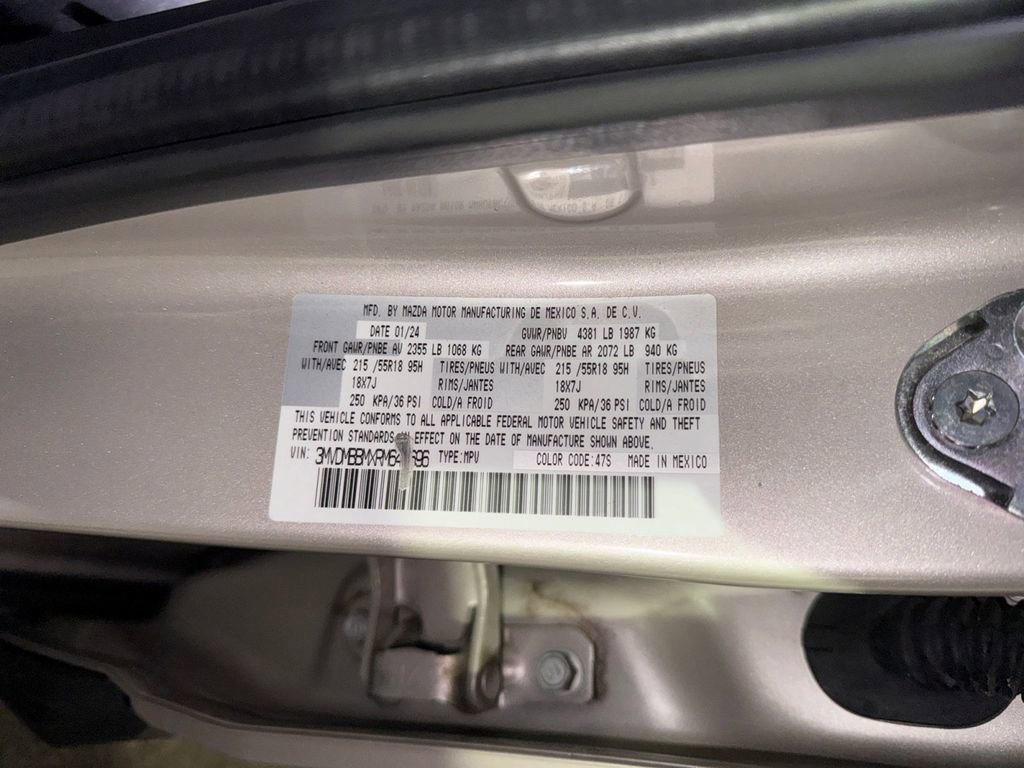 MFD. BY MAZDA MOTOR MANUFACTURING DE MEXICO S.A. DE C.V.
DATE 01/24 GVWR/PNBV 4381 LB 1987 KG
FRONT GAWR/PNBE AV 2355 LB 1068 KG REAR GAWR/PNBE AR 2072 LB 940 KG
WITH/AVEC 215 /55R18 95H TIRES/PNEUS WITH/AVEC 215 /55R18 95H TIRES/PNEUS
18X7J RIMS/JANTES 18X7J RIMS/JANTES
250 KPA/36 PSI COLD/A FROID 250 KPA/36 PSI COLD/A FROID
THIS VEHICLE CONFORMS TO ALL APPLICABLE FEDERAL MOTOR VEHICLE SAFETY AND THEFT
PREVENTION STANDARDS IN EFFECT ON THE DATE OF MANUFACTURE SHOWN ABOVE.
VIN: TYPE:MPV COLOR CODE:47S MADE IN MEXICO